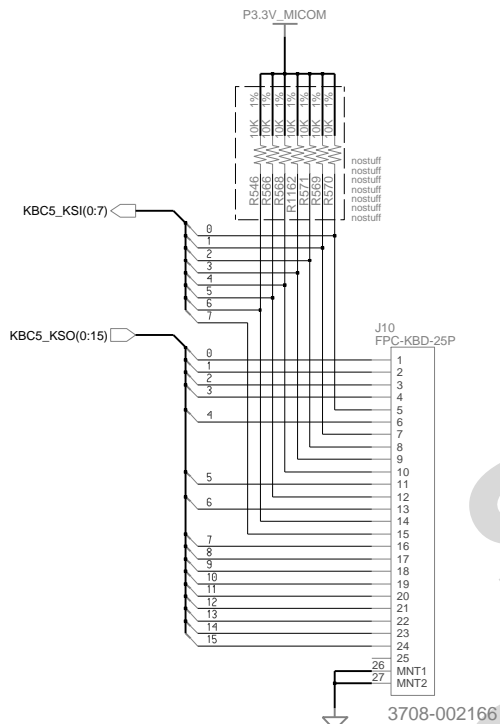 P3.3V_MICOM
10K 1%
10K 1%
10K 1%
10K 1%
10K 1%
10K 1%
10K 1%
R546
R566
R568
R1162
R571
R569
R570
nostuff
nostuff
nostuff
nostuff
nostuff
nostuff
nostuff
KBC5_KSI(0:7)
0
1
2
3
4
5
6
7
KBC5_KSO(0:15)
0
1
2
3
4
5
6
7
8
9
10
11
12
13
14
15
J10
FPC-KBD-25P
1
2
3
4
5
6
7
8
9
10
11
12
13
14
15
16
17
18
19
20
21
22
23
24
25
26 MNT1
27 MNT2
3708-002166